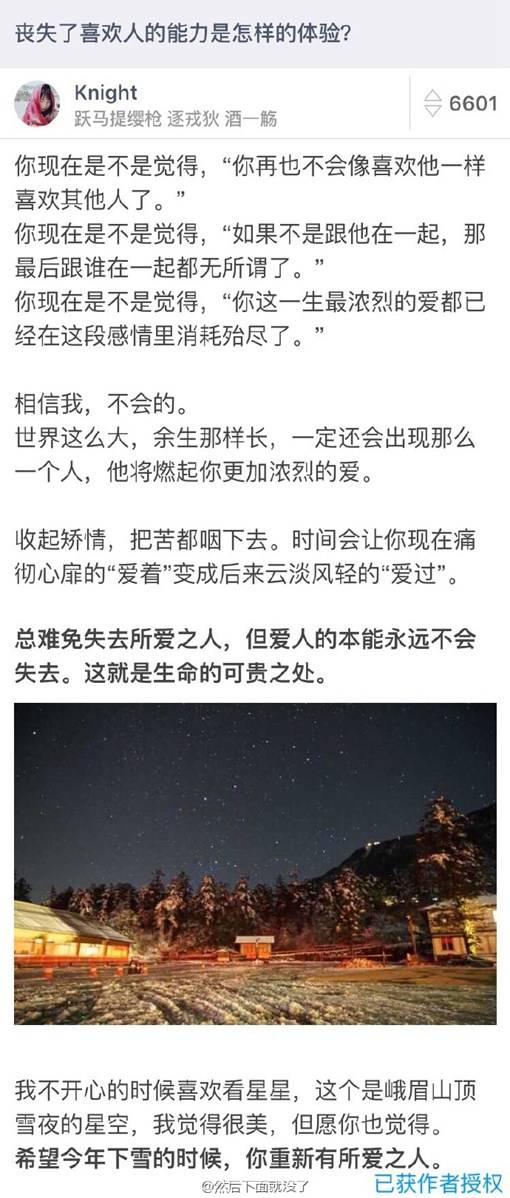 丧失了喜欢人的能力是怎样的体验？
Knight
跃马提缨枪 逐戎狄 酒一觞
6601
你现在是不是觉得，“你再也不会像喜欢他一样
喜欢其他人了。”
你现在是不是觉得，“如果不是跟他在一起，那
最后跟谁在一起都无所谓了。”
你现在是不是觉得，“你这一生最浓烈的爱都已
经在这段感情里消耗殆尽了。”
相信我，不会的。
世界这么大，余生那样长，一定还会出现那么
一个人，他将燃起你更加浓烈的爱。
收起矫情，把苦都咽下去。时间会让你现在痛
彻心扉的“爱着”变成后来云淡风轻的“爱过”。
总难免失去所爱之人，但爱人的本能永远不会
失去。这就是生命的可贵之处。
我不开心的时候喜欢看星星，这个是峨眉山顶
雪夜的星空，我觉得很美，但愿你也觉得。
希望今年下雪的时候，你重新有所爱之人。
已获作者授权
@然后下面就没了